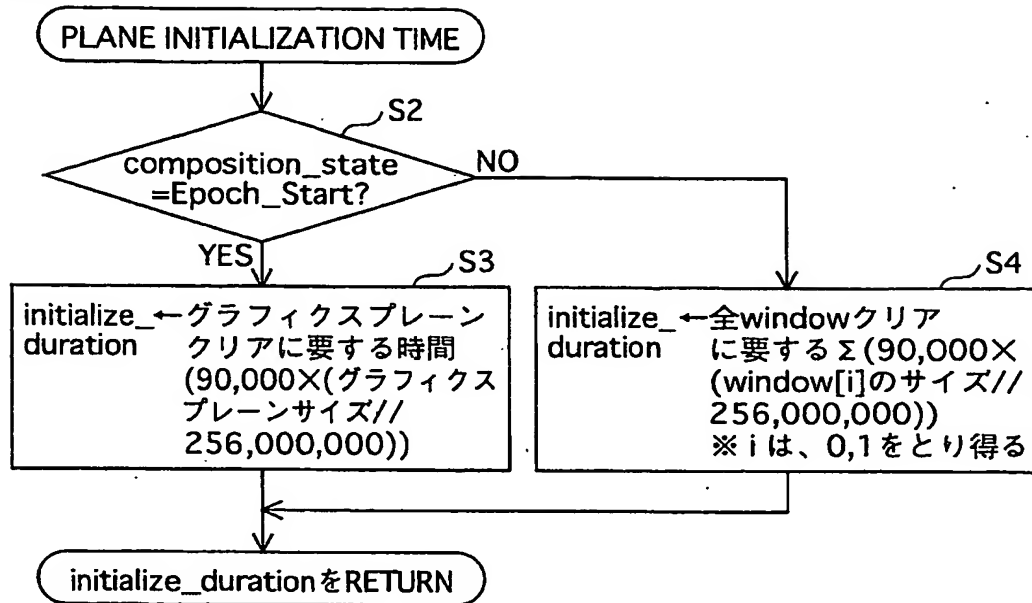 PLANE INITIALIZATION TIME
S2
composition_state
=Epoch_Start?
NO
YES
S3
initialize_←グラフィクスプレーン
duration クリアに要する時間
(90,000×(グラフィクス
プレーンサイズ//
256,000,000))
S4
initialize_←全windowクリア
duration に要するΣ(90,000×
(window[i]のサイズ//
256,000,000))
※iは、0,1をとり得る
initialize_durationをRETURN